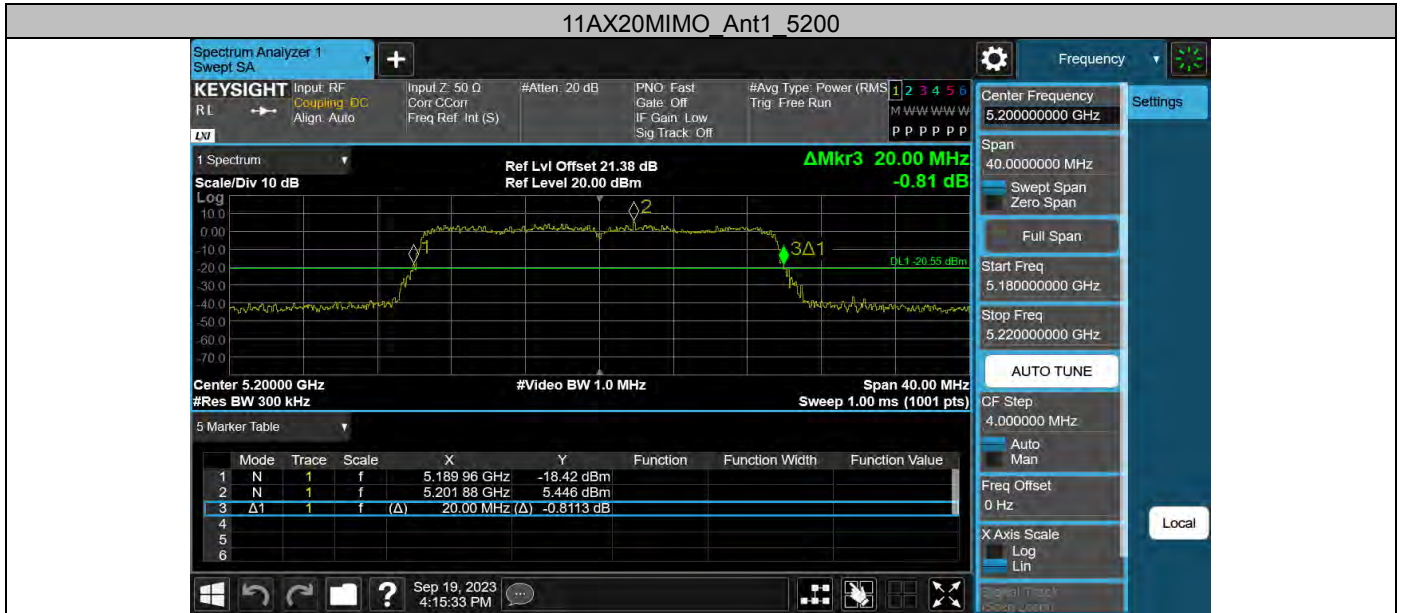 11AX20MIMO_Ant1_5200
Spectrum Analyzer 1
Swept SA
+
Frequency
KEYSIGHT
RL
LXI
Input: RF
Coupling: DC
Align: Auto
Input Z: 50 Ω
Corr CCorr
Freq Ref: Int (S)
#Atten: 20 dB
PNO: Fast
Gate: Off
IF Gain: Low
Sig Track: Off
#Avg Type: Power (RMS
Trig: Free Run
1 2 3 4 5 6
M W W W W W
P P P P P P
Center Frequency
5.200000000 GHz
Settings
Span
40.0000000 MHz
Swept Span
Zero Span
Full Span
Start Freq
5.180000000 GHz
Stop Freq
5.220000000 GHz
AUTO TUNE
CF Step
4.000000 MHz
Auto
Man
Freq Offset
0 Hz
X Axis Scale
Log
Lin
Signal Track
(Span Zoom)
Local
1 Spectrum
Scale/Div 10 dB
Ref Lvl Offset 21.38 dB
Ref Level 20.00 dBm
ΔMkr3 20.00 MHz
-0.81 dB
Log
10.0
0.00
-10.0
-20.0
-30.0
-40.0
-50.0
-60.0
-70.0
1
2
3Δ1
DL1 -20.55 dBm
Center 5.20000 GHz
#Video BW 1.0 MHz
Span 40.00 MHz
#Res BW 300 kHz
Sweep 1.00 ms (1001 pts)
5 Marker Table
Mode Trace Scale X Y Function Function Width Function Value
1 N 1 f 5.189 96 GHz -18.42 dBm
2 N 1 f 5.201 88 GHz 5.446 dBm
3 Δ1 1 f (Δ) 20.00 MHz (Δ) -0.8113 dB
4
5
6
?
Sep 19, 2023
4:15:33 PM